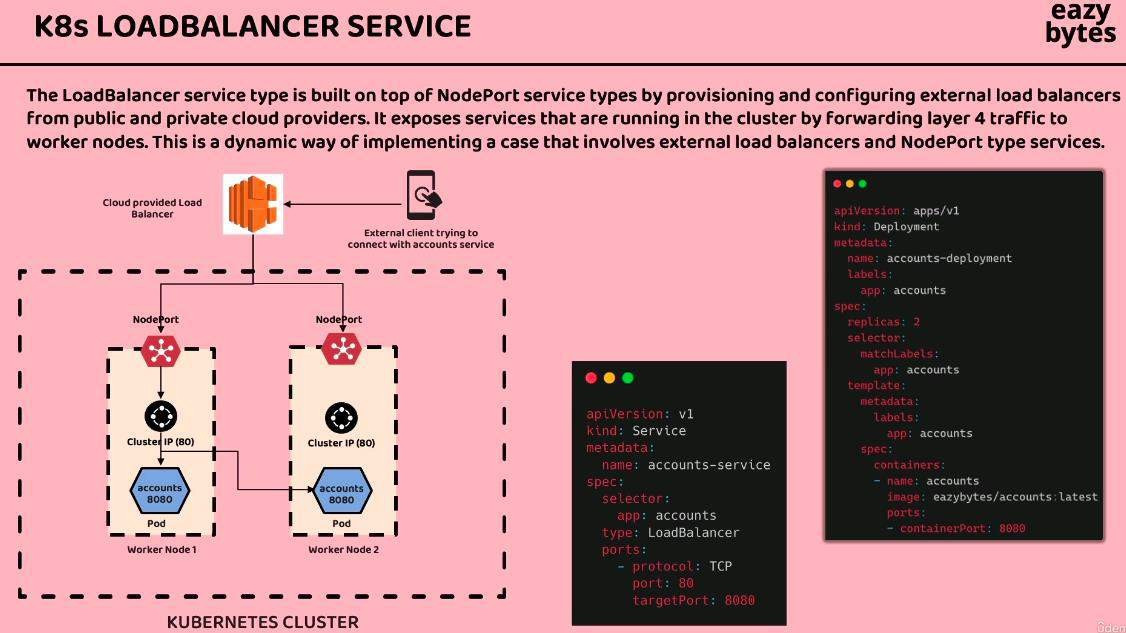 K8s LOADBALANCER SERVICE
eazy
bytes
The LoadBalancer service type is built on top of NodePort service types by provisioning and configuring external load balancers
from public and private cloud providers. It exposes services that are running in the cluster by forwarding layer 4 traffic to
worker nodes. This is a dynamic way of implementing a case that involves external load balancers and NodePort type services.
Cloud provided Load
Balancer
External client trying to
connect with accounts service
NodePort
NodePort
Cluster IP (80)
Cluster IP (80)
accounts
8080
accounts
8080
Pod
Pod
Worker Node 1
Worker Node 2
KUBERNETES CLUSTER
apiVersion: v1
kind: Service
metadata:
  name: accounts-service
spec:
  selector:
    app: accounts
  type: LoadBalancer
  ports:
    - protocol: TCP
      port: 80
      targetPort: 8080
apiVersion: apps/v1
kind: Deployment
metadata:
  name: accounts-deployment
  labels:
    app: accounts
spec:
  replicas: 2
  selector:
    matchLabels:
      app: accounts
  template:
    metadata:
      labels:
        app: accounts
    spec:
      containers:
      - name: accounts
        image: eazybytes/accounts:latest
        ports:
        - containerPort: 8080